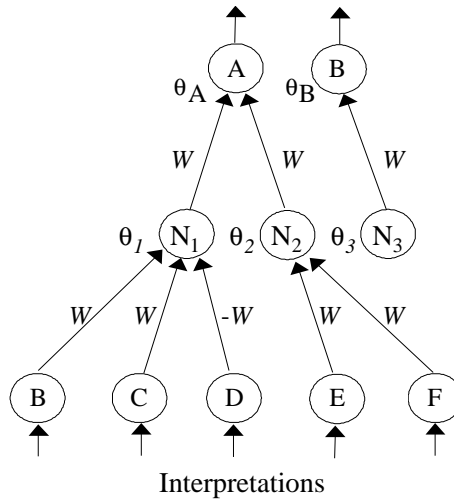 A B
θA θB
W W W
θ1 N1 θ2 N2 θ3 N3
W W -W W W
B C D E F
Interpretations